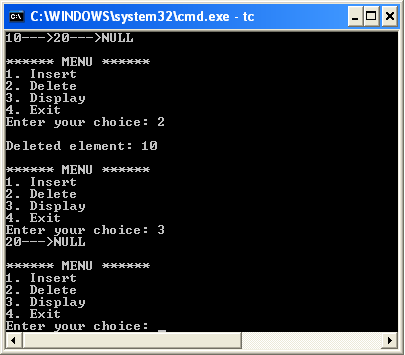 C:\WINDOWS\system32\cmd.exe - tc
10--->20--->NULL
****** MENU ******
1. Insert
2. Delete
3. Display
4. Exit
Enter your choice: 2
Deleted element: 10
****** MENU ******
1. Insert
2. Delete
3. Display
4. Exit
Enter your choice: 3
20--->NULL
****** MENU ******
1. Insert
2. Delete
3. Display
4. Exit
Enter your choice: _